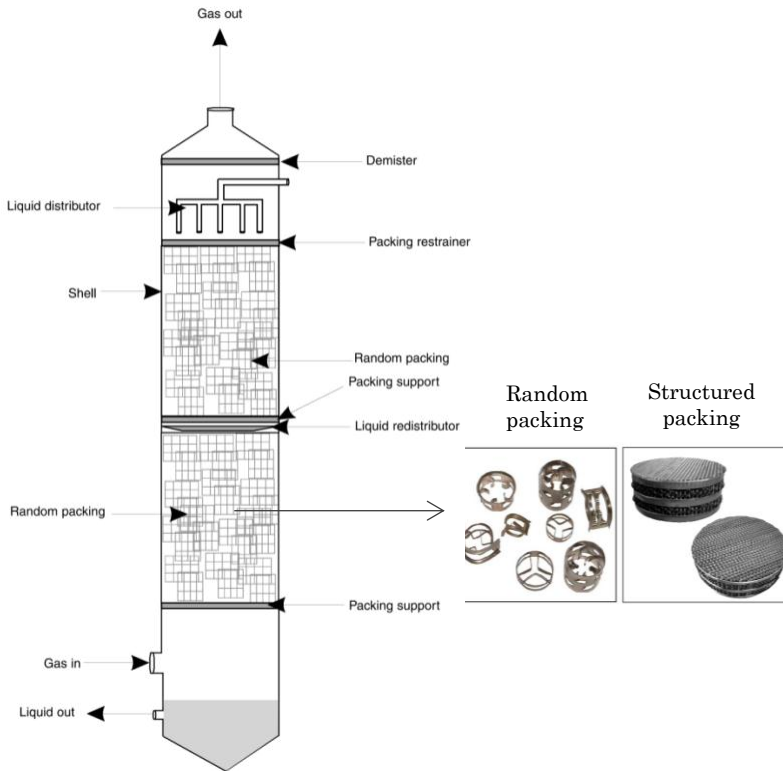 Gas out
Demister
Liquid distributor
Packing restrainer
Shell
Random packing
Packing support
Liquid redistributor
Random
packing
Structured
packing
Random packing
Packing support
Gas in
Liquid out